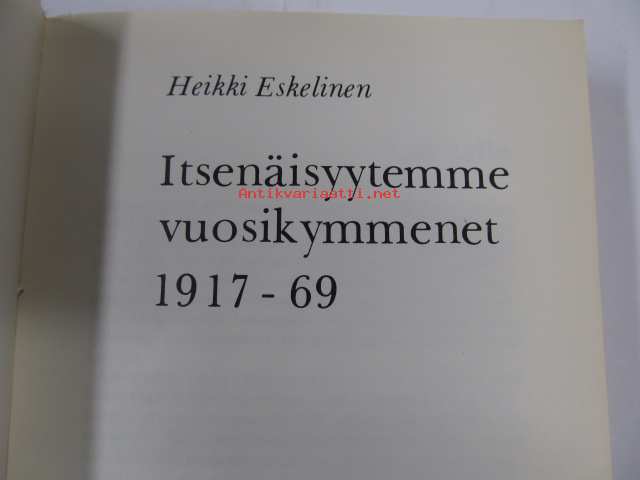 Heikki Eskelinen
Itsenäisyytemme
Antikvariaatti.net
vuosikymmenet
1917 - 69